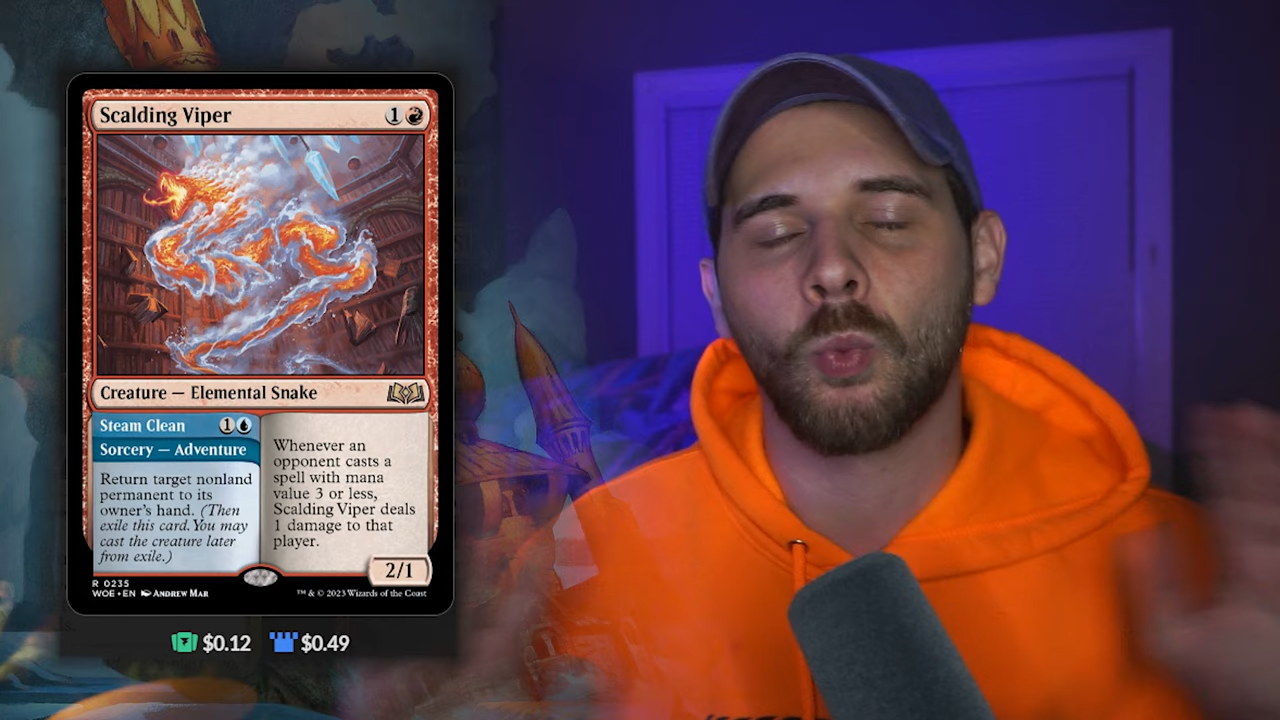 Scalding Viper 1
Creature — Elemental Snake
Steam Clean 1
Sorcery — Adventure
Return target nonland
permanent to its
owner's hand. (Then
exile this card. You may
cast the creature later
from exile.)
Whenever an
opponent casts a
spell with mana
value 3 or less,
Scalding Viper deals
1 damage to that
player.
2/1
R 0235
WOE • EN ANDREW MAR
™ & © 2023 Wizards of the Coast
$0.12 $0.49